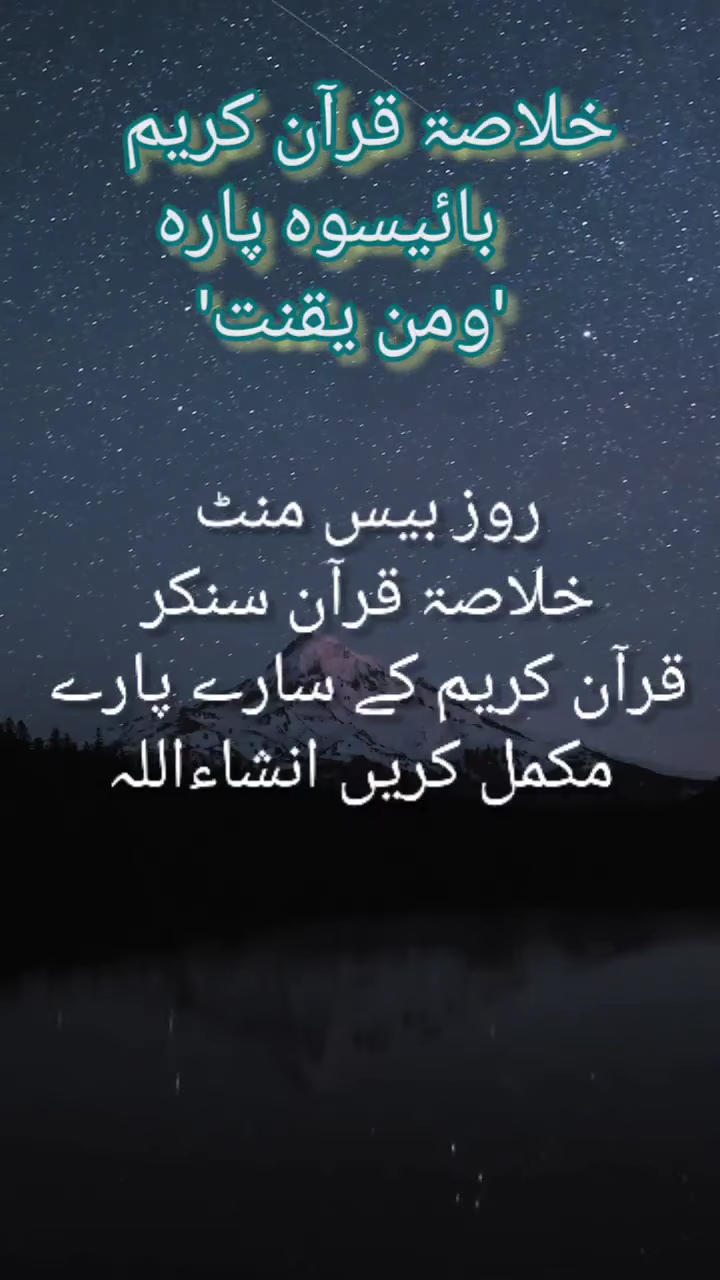 خلاصۃ قرآن کریم
بائیسوہ پارہ
'ومن یقنت'
روز بیس منٹ
خلاصۃ قرآن سنکر
قرآن کریم کے سارے پارے
مکمل کریں انشاءاللہ